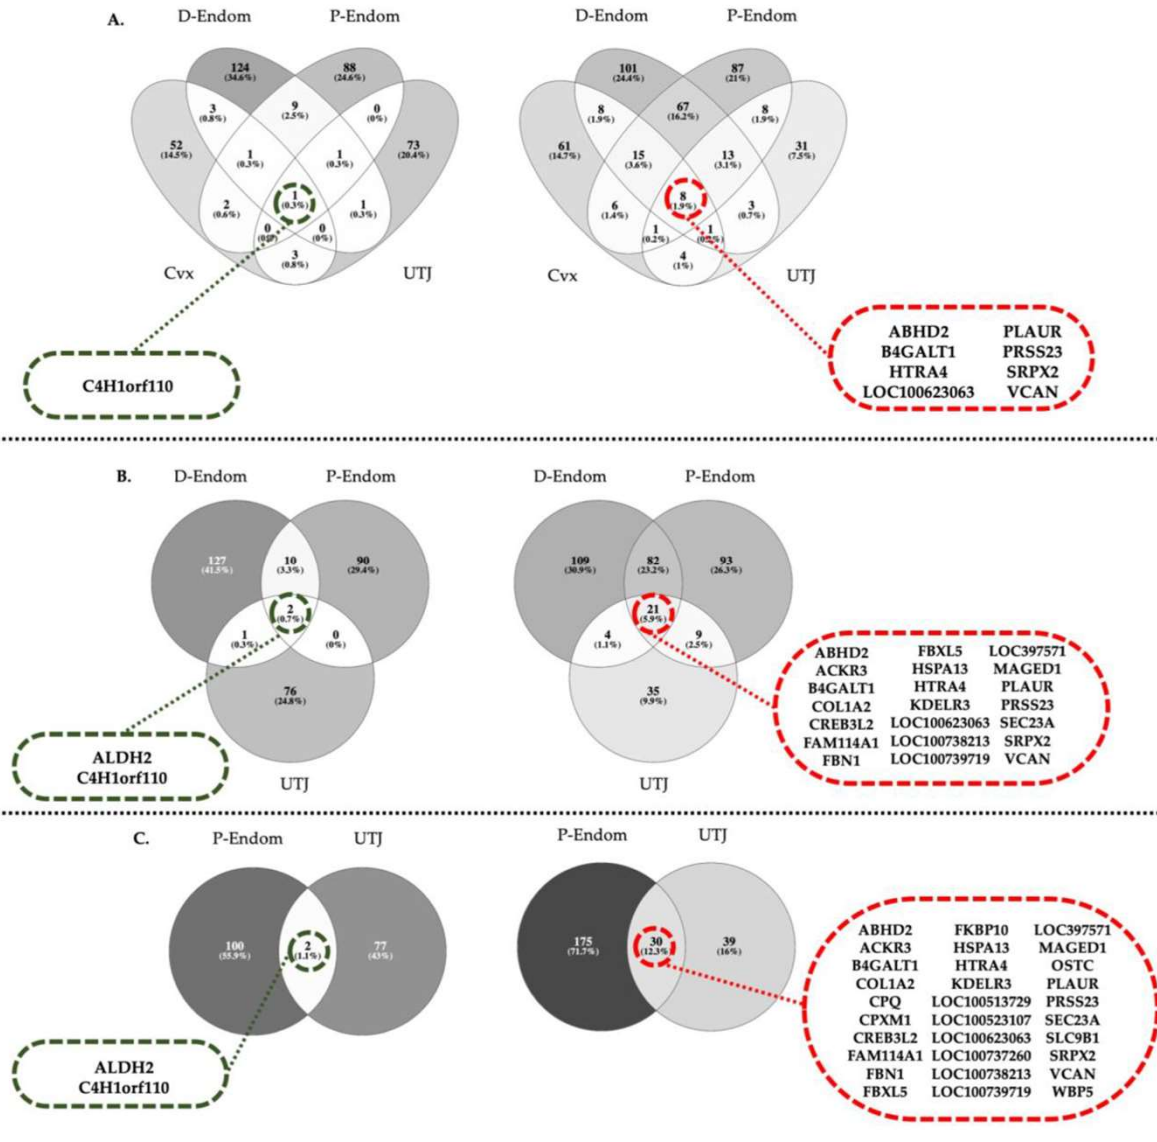 A.
D-Endom P-Endom
124
(34.6%)
88
(24.6%)
3
(0.8%)
9
(2.5%)
0
(0%)
52
(14.5%)
73
(20.4%)
1
(0.3%)
1
(0.3%)
2
(0.6%)
1
(0.3%)
1
(0.3%)
0
0
(0%)
3
(0.8%)
Cvx UTJ
C4H1orf110
D-Endom P-Endom
101
(24.4%)
87
(21%)
8
(1.9%)
67
(16.2%)
8
(1.9%)
61
(14.7%)
31
(7.5%)
15
(3.6%)
13
(3.1%)
6
(1.4%)
8
(1.9%)
3
(0.7%)
1
(0.2%)
1
4
(1%)
Cvx UTJ
ABHD2 PLAUR
B4GALT1 PRSS23
HTRA4 SRPX2
LOC100623063 VCAN
B.
D-Endom P-Endom
127
(41.5%)
10
(3.3%)
90
(29.4%)
2
(0.7%)
1
(0.3%)
0
(0%)
76
(24.8%)
UTJ
ALDH2
C4H1orf110
D-Endom P-Endom
109
(30.9%)
82
(23.2%)
93
(26.3%)
21
(5.9%)
4
(1.1%)
9
(2.5%)
35
(9.9%)
UTJ
ABHD2 FBXL5 LOC397571
ACKR3 HSPA13 MAGED1
B4GALT1 HTRA4 PLAUR
COL1A2 KDELR3 PRSS23
CREB3L2 LOC100623063 SEC23A
FAM114A1 LOC100738213 SRPX2
FBN1 LOC100739719 VCAN
C.
P-Endom UTJ
100
(55.9%)
2
(1.1%)
77
(43%)
ALDH2
C4H1orf110
P-Endom UTJ
175
(71.7%)
30
(12.3%)
39
(16%)
ABHD2 FKBP10 LOC397571
ACKR3 HSPA13 MAGED1
B4GALT1 HTRA4 OSTC
COL1A2 KDELR3 PLAUR
CPQ LOC100513729 PRSS23
CPXM1 LOC100523107 SEC23A
CREB3L2 LOC100623063 SLC9B1
FAM114A1 LOC100737260 SRPX2
FBN1 LOC100738213 VCAN
FBXL5 LOC100739719 WBP5